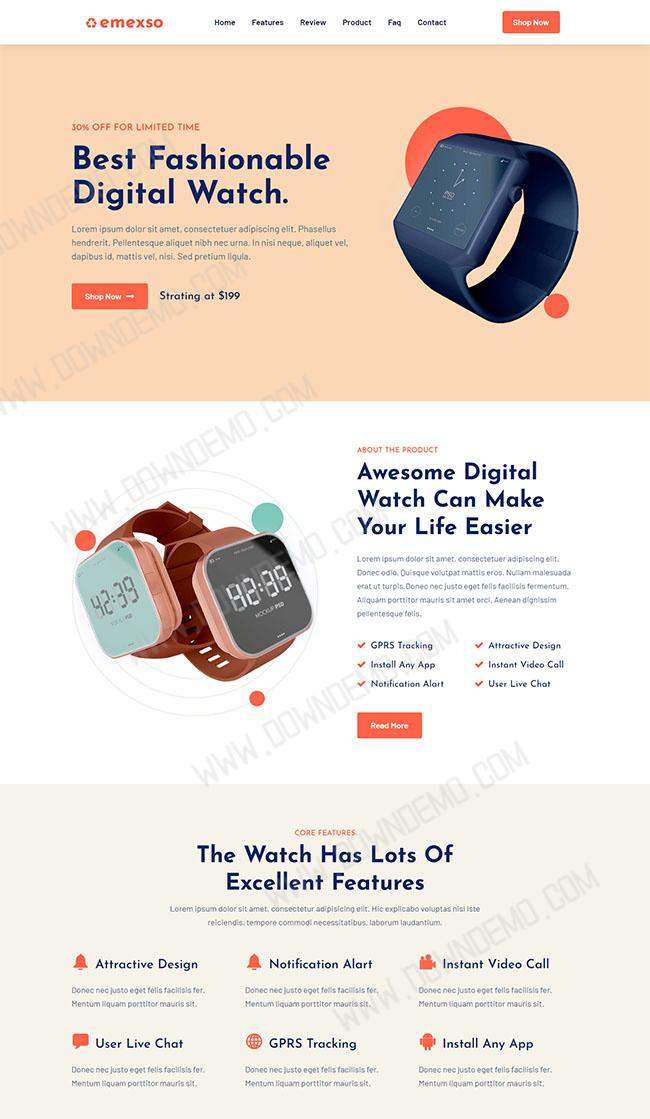 emexso
Home Features Review Product Faq Contact
Shop Now
30% OFF FOR LIMITED TIME
Best Fashionable
Digital Watch.
Lorem ipsum dolor sit amet, consectetuer adipiscing elit. Phasellus
hendrerit. Pellentesque aliquet nibh nec urna. In nisi neque, aliquet vel,
dapibus id, mattis vel, nisi. Sed pretium ligula.
Shop Now
Strating at $199
ABOUT THE PRODUCT
Awesome Digital
Watch Can Make
Your Life Easier
Lorem ipsum dolor sit amet, consectetuer adipiscing elit.
Donec odio. Quisque volutpat mattis eros. Nullam malesuada
erat ut turpis.Donec nec justo eget felis facilisis fermentum.
Aliquam porttitor mauris sit amet orci. Aenean dignissim
pellentesque felis.
GPRS Tracking
Attractive Design
Install Any App
Instant Video Call
Notification Alart
User Live Chat
Read More
42:39
42:39
MOCKUP PSD
CORE FEATURES
The Watch Has Lots Of
Excellent Features
Lorem ipsum dolor sit amet, consectetur adipisicing elit. Hic explicabo voluptas nisi iste
reiciendis, tempore commodi necessitatibus, laborum laudantium.
Attractive Design
Donec nec justo eget felis facilisis fer.
Mentum liquam porttitor mauris sit.
Notification Alart
Donec nec justo eget felis facilisis fer.
Mentum liquam porttitor mauris sit.
Instant Video Call
Donec nec justo eget felis facilisis fer.
Mentum liquam porttitor mauris sit.
User Live Chat
Donec nec justo eget felis facilisis fer.
Mentum liquam porttitor mauris sit.
GPRS Tracking
Donec nec justo eget felis facilisis fer.
Mentum liquam porttitor mauris sit.
Install Any App
Donec nec justo eget felis facilisis fer.
Mentum liquam porttitor mauris sit.
WWW.DOWNDEMO.COM